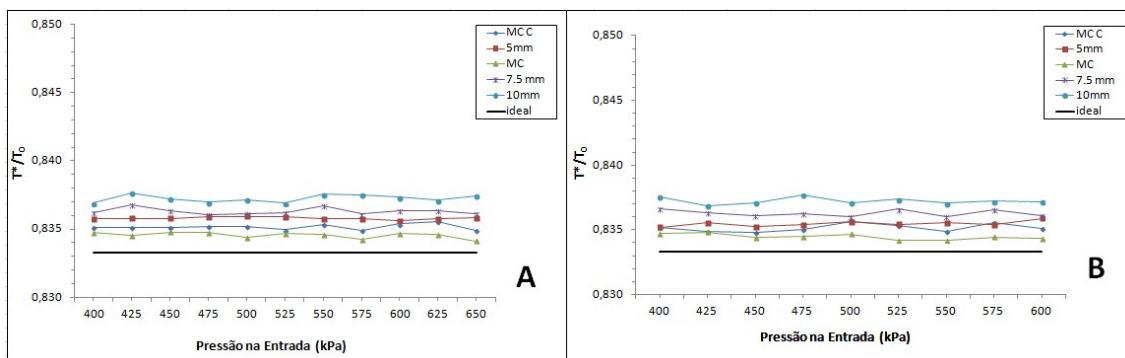 0,850
0,845
0,840
0,835
0,830
T*/T₀
MC C
5mm
MC
7.5 mm
10mm
ideal
A
400 425 450 475 500 525 550 575 600 625 650
Pressão na Entrada (kPa)
0,850
0,845
0,840
0,835
0,830
T*/T₀
MC C
5mm
MC
7.5 mm
10mm
ideal
B
400 425 450 475 500 525 550 575 600
Pressão na Entrada (kPa)